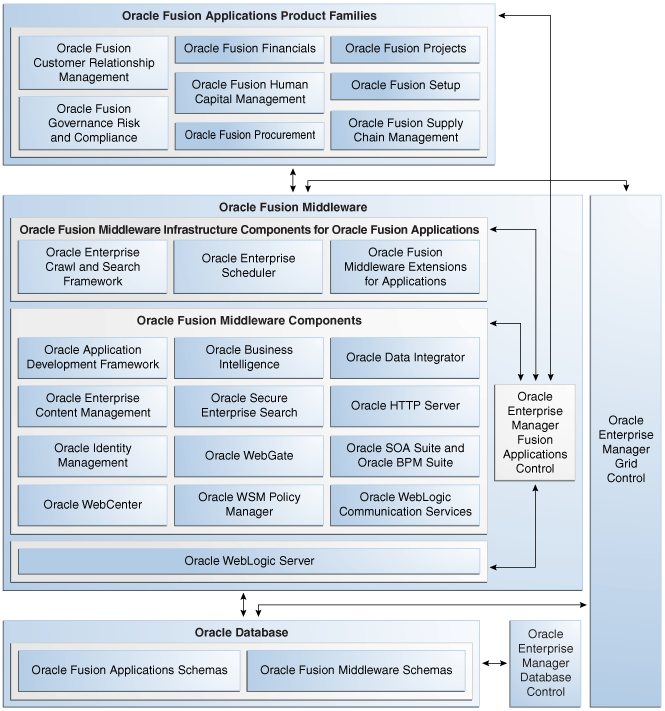 Oracle Fusion Applications Product Families
Oracle Fusion
Customer Relationship
Management
Oracle Fusion Financials
Oracle Fusion Projects
Oracle Fusion Human
Capital Management
Oracle Fusion Setup
Oracle Fusion
Governance Risk
and Compliance
Oracle Fusion Procurement
Oracle Fusion Supply
Chain Management
Oracle Fusion Middleware
Oracle Fusion Middleware Infrastructure Components for Oracle Fusion Applications
Oracle Enterprise
Crawl and Search
Framework
Oracle Enterprise
Scheduler
Oracle Fusion
Middleware Extensions
for Applications
Oracle Fusion Middleware Components
Oracle Application
Development Framework
Oracle Business
Intelligence
Oracle Data Integrator
Oracle Enterprise
Content Management
Oracle Secure
Enterprise Search
Oracle HTTP Server
Oracle Identity
Management
Oracle WebGate
Oracle SOA Suite and
Oracle BPM Suite
Oracle WebCenter
Oracle WSM Policy
Manager
Oracle WebLogic
Communication Services
Oracle WebLogic Server
Oracle
Enterprise
Manager
Fusion
Applications
Control
Oracle
Enterprise
Manager
Grid
Control
Oracle Database
Oracle Fusion Applications Schemas
Oracle Fusion Middleware Schemas
Oracle
Enterprise
Manager
Database
Control